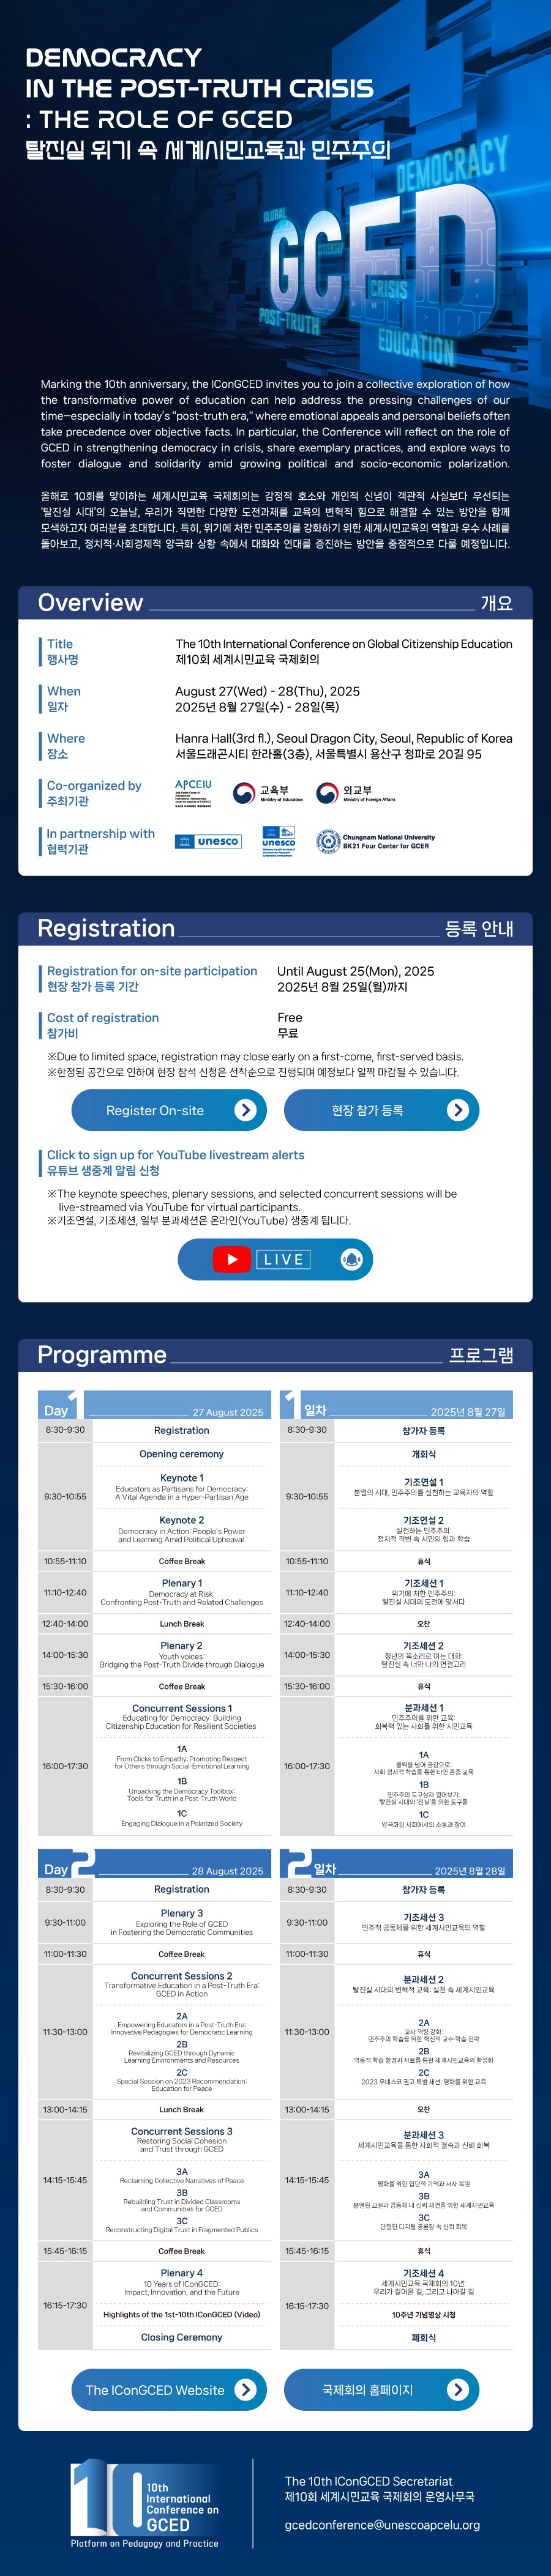 DEMOCRACY
IN THE POST-TRUTH CRISIS
: THE ROLE OF GCED
탈진실 위기 속 세계시민교육과 민주주의
DEMOCRACY
GLOBAL
GCED
CITIZENSHIP
CRISIS
POST-TRUTH
EDUCATION
Marking the 10th anniversary, the IConGCED invites you to join a collective exploration of how
the transformative power of education can help address the pressing challenges of our
time—especially in today's "post-truth era," where emotional appeals and personal beliefs often
take precedence over objective facts. In particular, the Conference will reflect on the role of
GCED in strengthening democracy in crisis, share exemplary practices, and explore ways to
foster dialogue and solidarity amid growing political and socio-economic polarization.
올해로 10회를 맞이하는 세계시민교육 국제회의는 감정적 호소와 개인적 신념이 객관적 사실보다 우선되는
'탈진실 시대'의 오늘날, 우리가 직면한 다양한 도전과제를 교육의 변혁적 힘으로 해결할 수 있는 방안을 함께
모색하고자 여러분을 초대합니다. 특히, 위기에 처한 민주주의를 강화하기 위한 세계시민교육의 역할과 우수 사례를
돌아보고, 정치적·사회경제적 양극화 상황 속에서 대화와 연대를 증진하는 방안을 중점적으로 다룰 예정입니다.
Overview 개요
Title The 10th International Conference on Global Citizenship Education
행사명 제10회 세계시민교육 국제회의
When August 27(Wed) - 28(Thu), 2025
일자 2025년 8월 27일(수) - 28일(목)
Where Hanra Hall(3rd fl.), Seoul Dragon City, Seoul, Republic of Korea
장소 서울드래곤시티 한라홀(3층), 서울특별시 용산구 청파로 20길 95
Co-organized by APCEIU 교육부 Ministry of Education 외교부 Ministry of Foreign Affairs
주최기관
In partnership with unesco unesco Chungnam National University
협력기관 BK21 Four Center for GCER
Registration 등록 안내
Registration for on-site participation Until August 25(Mon), 2025
현장 참가 등록 기간 2025년 8월 25일(월)까지
Cost of registration Free
참가비 무료
※Due to limited space, registration may close early on a first-come, first-served basis.
※한정된 공간으로 인하여 현장 참석 신청은 선착순으로 진행되며 예정보다 일찍 마감될 수 있습니다.
Register On-site 현장 참가 등록
Click to sign up for YouTube livestream alerts
유튜브 생중계 알림 신청
※The keynote speeches, plenary sessions, and selected concurrent sessions will be
live-streamed via YouTube for virtual participants.
※기조연설, 기조세션, 일부 분과세션은 온라인(YouTube) 생중계 됩니다.
LIVE
Programme 프로그램
Day 1 27 August 2025
8:30-9:30 Registration
9:30-10:55 Opening ceremony
Keynote 1
Educators as Partisans for Democracy:
A Vital Agenda in a Hyper-Partisan Age
Keynote 2
Democracy in Action: People's Power
and Learning Amid Political Upheaval
10:55-11:10 Coffee Break
11:10-12:40 Plenary 1
Democracy at Risk:
Confronting Post-Truth and Related Challenges
12:40-14:00 Lunch Break
14:00-15:30 Plenary 2
Youth voices:
Bridging the Post-Truth Divide through Dialogue
15:30-16:00 Coffee Break
16:00-17:30 Concurrent Sessions 1
Educating for Democracy: Building
Citizenship Education for Resilient Societies
1A
From Clicks to Empathy: Promoting Respect
for Others through Social-Emotional Learning
1B
Unpacking the Democracy Toolbox:
Tools for Truth in a Post-Truth World
1C
Engaging Dialogue in a Polarized Society
1일차 2025년 8월 27일
8:30-9:30 참가자 등록
9:30-10:55 개회식
기조연설 1
분열의 시대, 민주주의를 실천하는 교육자의 역할
기조연설 2
실천하는 민주주의:
정치적 격변 속 시민의 힘과 학습
10:55-11:10 휴식
11:10-12:40 기조세션 1
위기에 처한 민주주의:
탈진실 시대의 도전에 맞서다
12:40-14:00 오찬
14:00-15:30 기조세션 2
청년의 목소리로 여는 대화:
탈진실 속 너와 나의 연결고리
15:30-16:00 휴식
16:00-17:30 분과세션 1
민주주의를 위한 교육:
회복력 있는 사회를 위한 시민교육
1A
클릭을 넘어 공감으로:
사회·정서적 학습을 통한 타인 존중 교육
1B
민주주의 도구상자 열어보기:
탈진실 시대의 '진실'을 위한 도구들
1C
양극화된 사회에서의 소통과 참여
Day 2 28 August 2025
8:30-9:30 Registration
9:30-11:00 Plenary 3
Exploring the Role of GCED
in Fostering the Democratic Communities
11:00-11:30 Coffee Break
11:30-13:00 Concurrent Sessions 2
Transformative Education in a Post-Truth Era:
GCED in Action
2A
Empowering Educators in a Post-Truth Era:
Innovative Pedagogies for Democratic Learning
2B
Revitalizing GCED through Dynamic
Learning Environments and Resources
2C
Special Session on 2023 Recommendation:
Education for Peace
13:00-14:15 Lunch Break
14:15-15:45 Concurrent Sessions 3
Restoring Social Cohesion
and Trust through GCED
3A
Reclaiming Collective Narratives of Peace
3B
Rebuilding Trust in Divided Classrooms
and Communities for GCED
3C
Reconstructing Digital Trust in Fragmented Publics
15:45-16:15 Coffee Break
16:15-17:30 Plenary 4
10 Years of IConGCED:
Impact, Innovation, and the Future
Highlights of the 1st-10th IConGCED (Video)
Closing Ceremony
2일차 2025년 8월 28일
8:30-9:30 참가자 등록
9:30-11:00 기조세션 3
민주적 공동체를 위한 세계시민교육의 역할
11:00-11:30 휴식
11:30-13:00 분과세션 2
탈진실 시대의 변혁적 교육: 실천 속 세계시민교육
2A
교사 역량 강화:
민주주의 학습을 위한 혁신적 교수·학습 전략
2B
역동적 학습 환경과 자료를 통한 세계시민교육의 활성화
2C
2023 유네스코 권고 특별 세션: 평화를 위한 교육
13:00-14:15 오찬
14:15-15:45 분과세션 3
세계시민교육을 통한 사회적 결속과 신뢰 회복
3A
평화를 위한 집단적 기억과 서사 복원
3B
분열된 교실과 공동체 내 신뢰 재건을 위한 세계시민교육
3C
단절된 디지털 공론장 속 신뢰 회복
15:45-16:15 휴식
16:15-17:30 기조세션 4
세계시민교육 국제회의 10년:
우리가 걸어온 길, 그리고 나아갈 길
10주년 기념영상 시청
폐회식
The IConGCED Website 국제회의 홈페이지
10 10th
International
Conference on
GCED
Platform on Pedagogy and Practice
The 10th IConGCED Secretariat
제10회 세계시민교육 국제회의 운영사무국
gcedconference@unescoapceiu.org